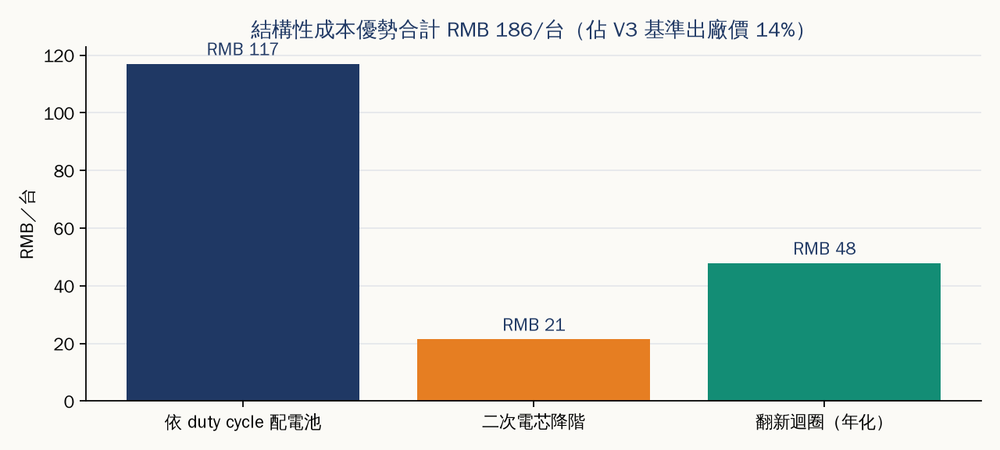 結構性成本優勢合計 RMB 186/台（佔 V3 基準出廠價 14%）
RMB／台
120
100
80
60
40
20
0
RMB 117
RMB 21
RMB 48
依 duty cycle 配電池
二次電芯降階
翻新迴圈（年化）